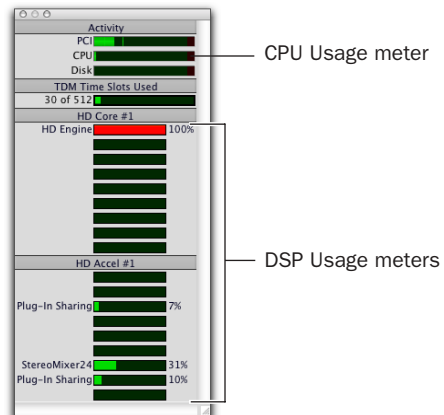 Activity
PCI
CPU
CPU Usage meter
Disk
TDM Time Slots Used
30 of 512
HD Core #1
HD Engine 100%
DSP Usage meters
HD Accel #1
Plug-In Sharing 7%
StereoMixer24 31%
Plug-In Sharing 10%